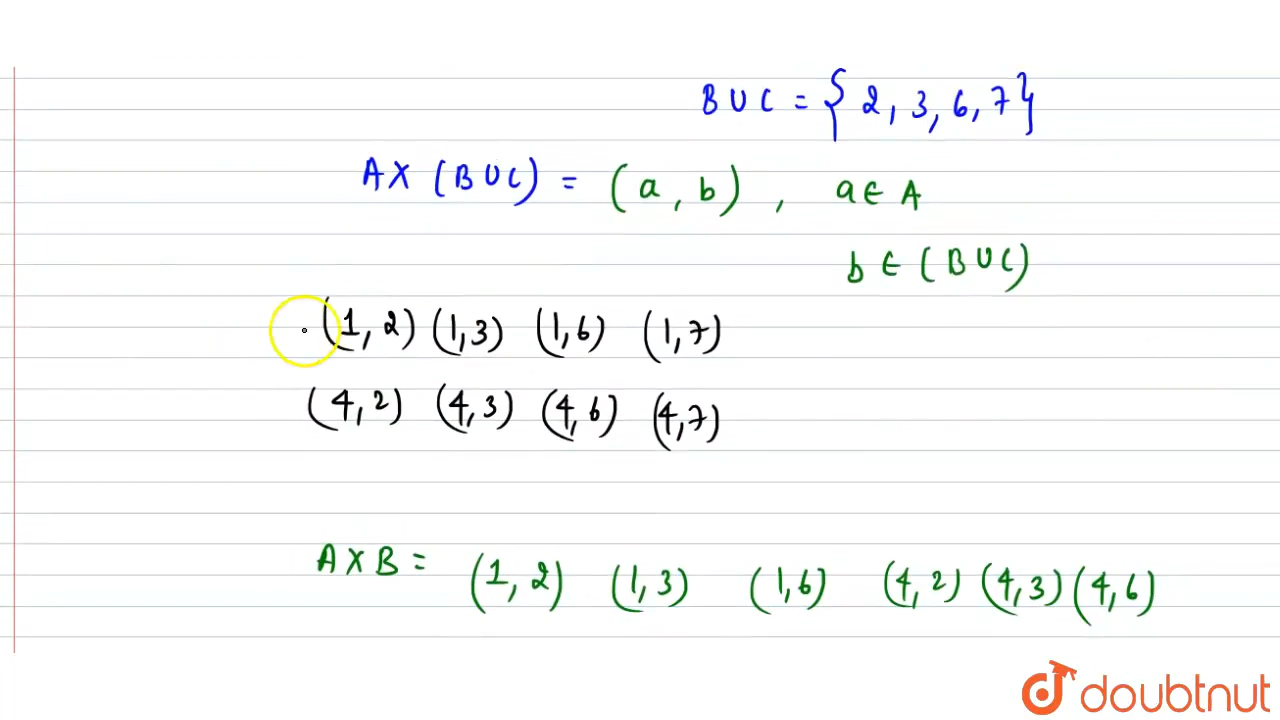 B U C = { 2, 3, 6, 7 }
A X (B U C) = (a, b), a ∈ A
b ∈ (B U C)
(1, 2) (1, 3) (1, 6) (1, 7)
(4, 2) (4, 3) (4, 6) (4, 7)
A X B = (1, 2) (1, 3) (1, 6) (4, 2) (4, 3) (4, 6)
doubtnut